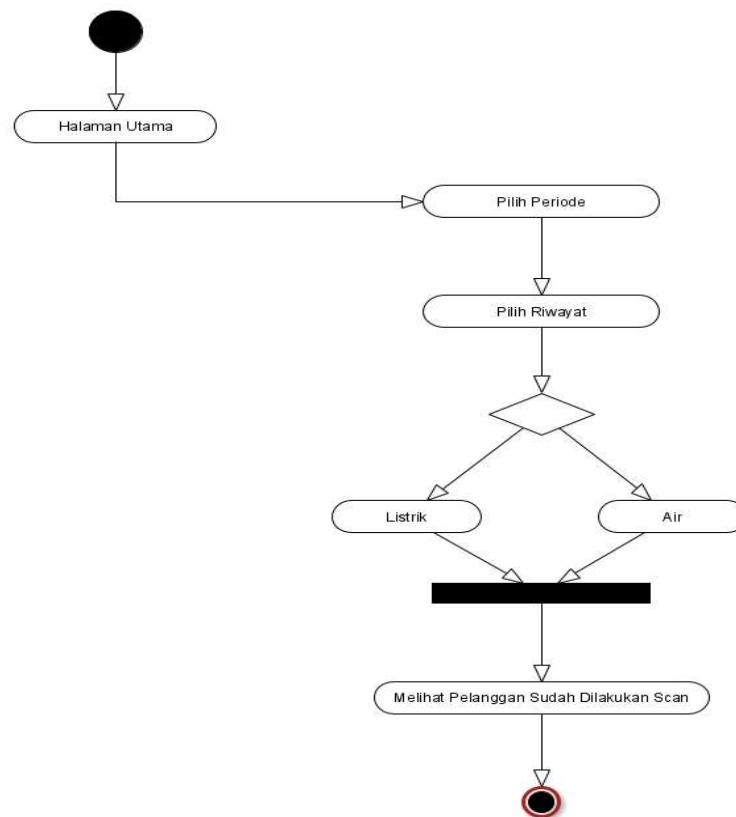 Halaman Utama
Pilih Periode
Pilih Riwayat
Listrik
Air
Melihat Pelanggan Sudah Dilakukan Scan